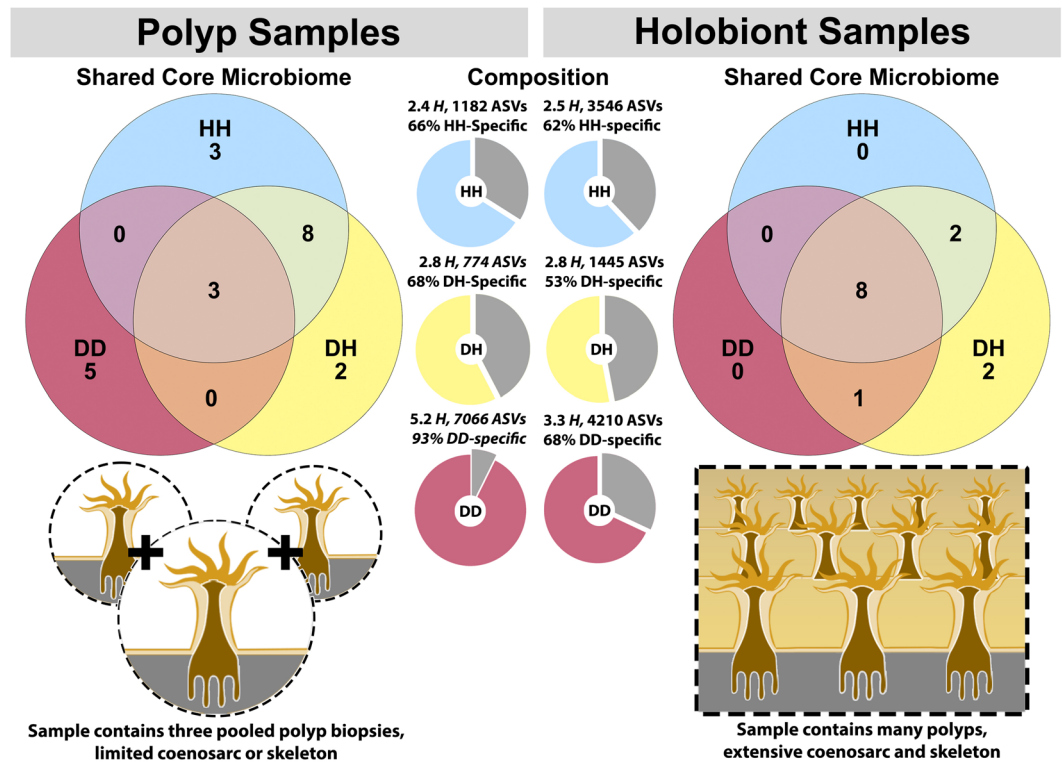 Polyp Samples
Holobiont Samples
Shared Core Microbiome
HH
3
0
8
3
DD
5
DH
2
0
Composition
2.4 H, 1182 ASVs
66% HH-Specific
HH
2.5 H, 3546 ASVs
62% HH-specific
HH
2.8 H, 774 ASVs
68% DH-Specific
DH
2.8 H, 1445 ASVs
53% DH-specific
DH
5.2 H, 7066 ASVs
93% DD-specific
DD
3.3 H, 4210 ASVs
68% DD-specific
DD
Shared Core Microbiome
HH
0
0
2
8
DD
0
DH
2
1
Sample contains three pooled polyp biopsies,
limited coenosarc or skeleton
Sample contains many polyps,
extensive coenosarc and skeleton